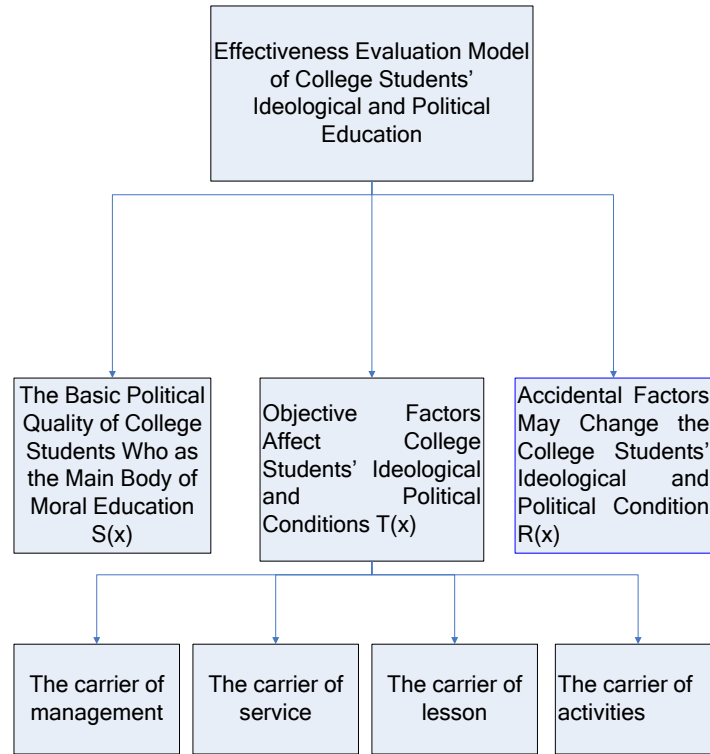 Effectiveness Evaluation Model
of College Students’
Ideological and Political
Education
The Basic Political
Quality of College
Students Who as
the Main Body of
Moral Education
S(x)
Objective Factors
Affect College
Students’ Ideological
and Political
Conditions T(x)
Accidental Factors
May Change the
College Students’
Ideological and
Political Condition
R(x)
The carrier of
management
The carrier of
service
The carrier of
lesson
The carrier of
activities